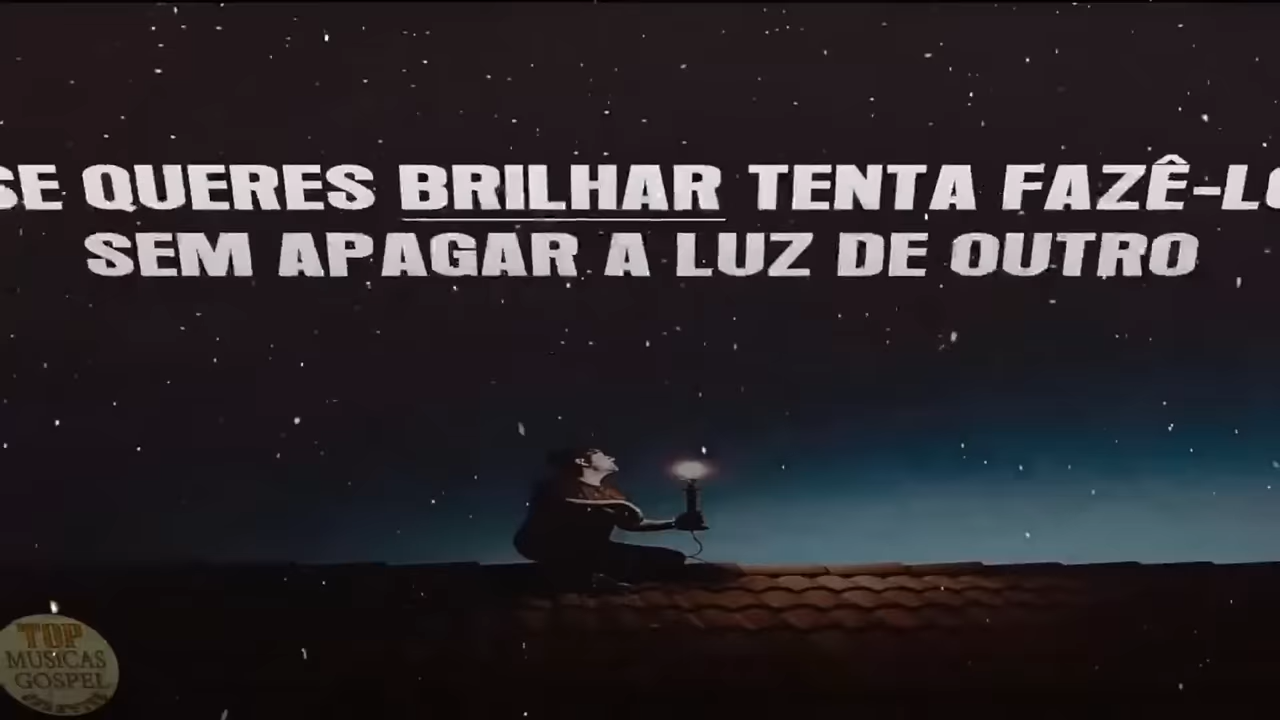 SE QUERES BRILHAR TENTA FAZÊ-LO
SEM APAGAR A LUZ DE OUTRO
TOP
MUSICAS
GOSPEL